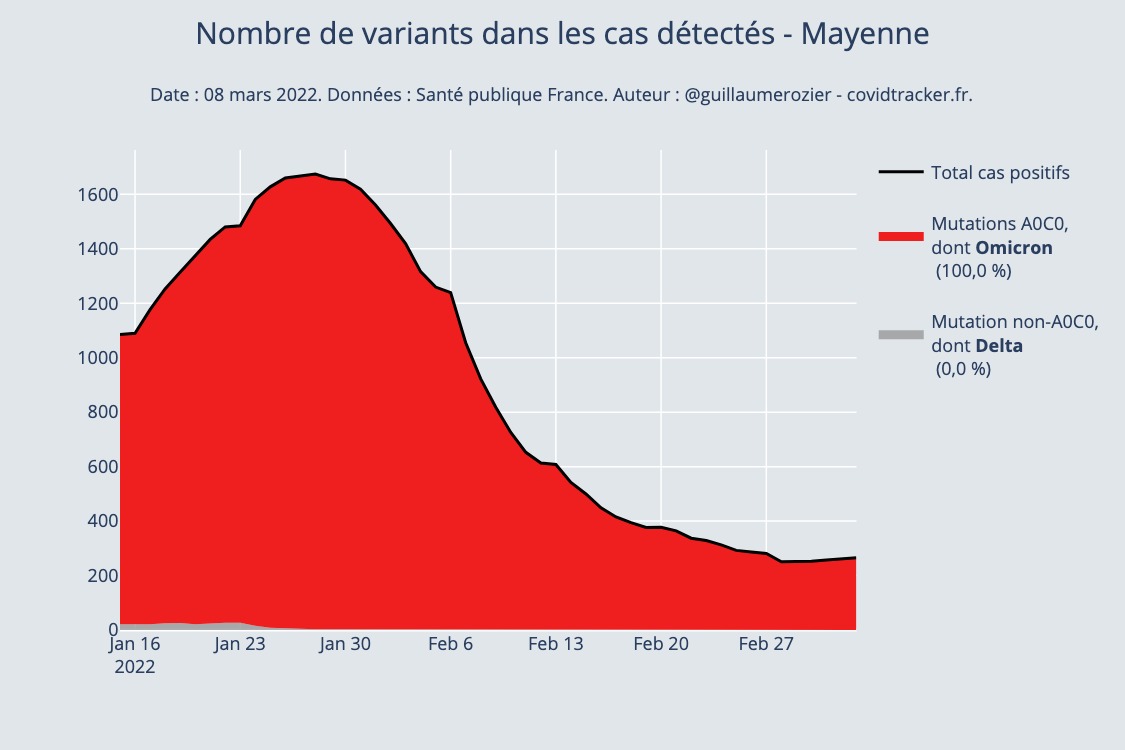 Nombre de variants dans les cas détectés - Mayenne
Date : 08 mars 2022. Données : Santé publique France. Auteur : @guillaumerozier - covidtracker.fr.
1600
1400
1200
1000
800
600
400
200
0
Jan 16 Jan 23 Jan 30 Feb 6 Feb 13 Feb 20 Feb 27
2022
Total cas positifs
Mutations A0C0,
dont Omicron
(100,0 %)
Mutation non-A0C0,
dont Delta
(0,0 %)